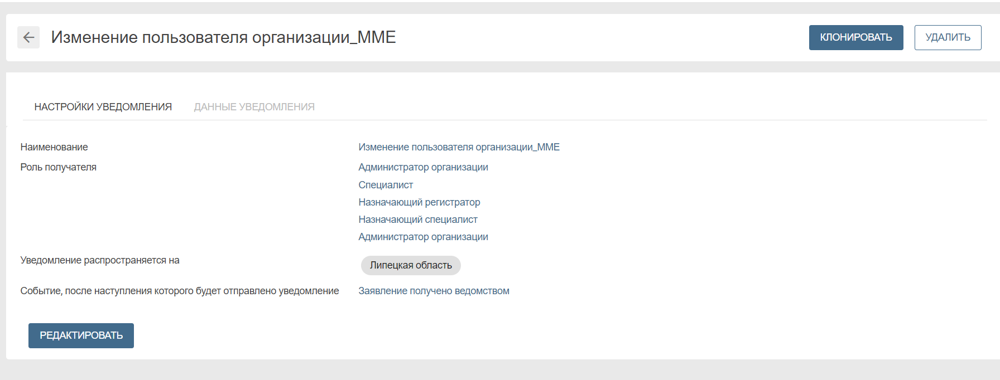 Изменение пользователя организации_MME
КЛОНИРОВАТЬ
УДАЛИТЬ
НАСТРОЙКИ УВЕДОМЛЕНИЯ
ДАННЫЕ УВЕДОМЛЕНИЯ
Наименование
Изменение пользователя организации_MME
Роль получателя
Администратор организации
Специалист
Назначающий регистратор
Назначающий специалист
Администратор организации
Уведомление распространяется на
Липецкая область
Событие, после наступления которого будет отправлено уведомление
Заявление получено ведомством
РЕДАКТИРОВАТЬ